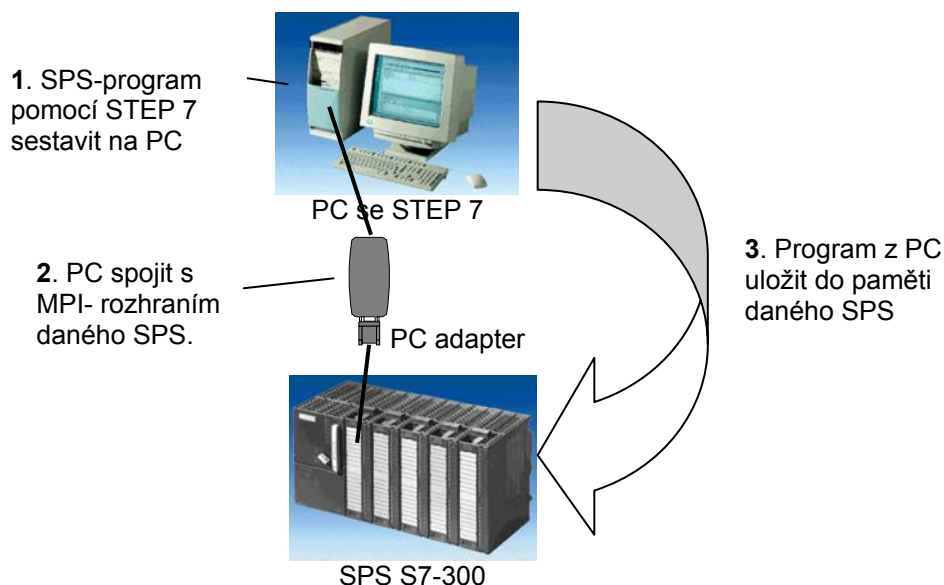 1. SPS-program
pomocí STEP 7
sestavit na PC
PC se STEP 7
2. PC spojit s
MPI- rozhraním
daného SPS.
PC adapter
3. Program z PC
uložit do paměti
daného SPS
SPS S7-300